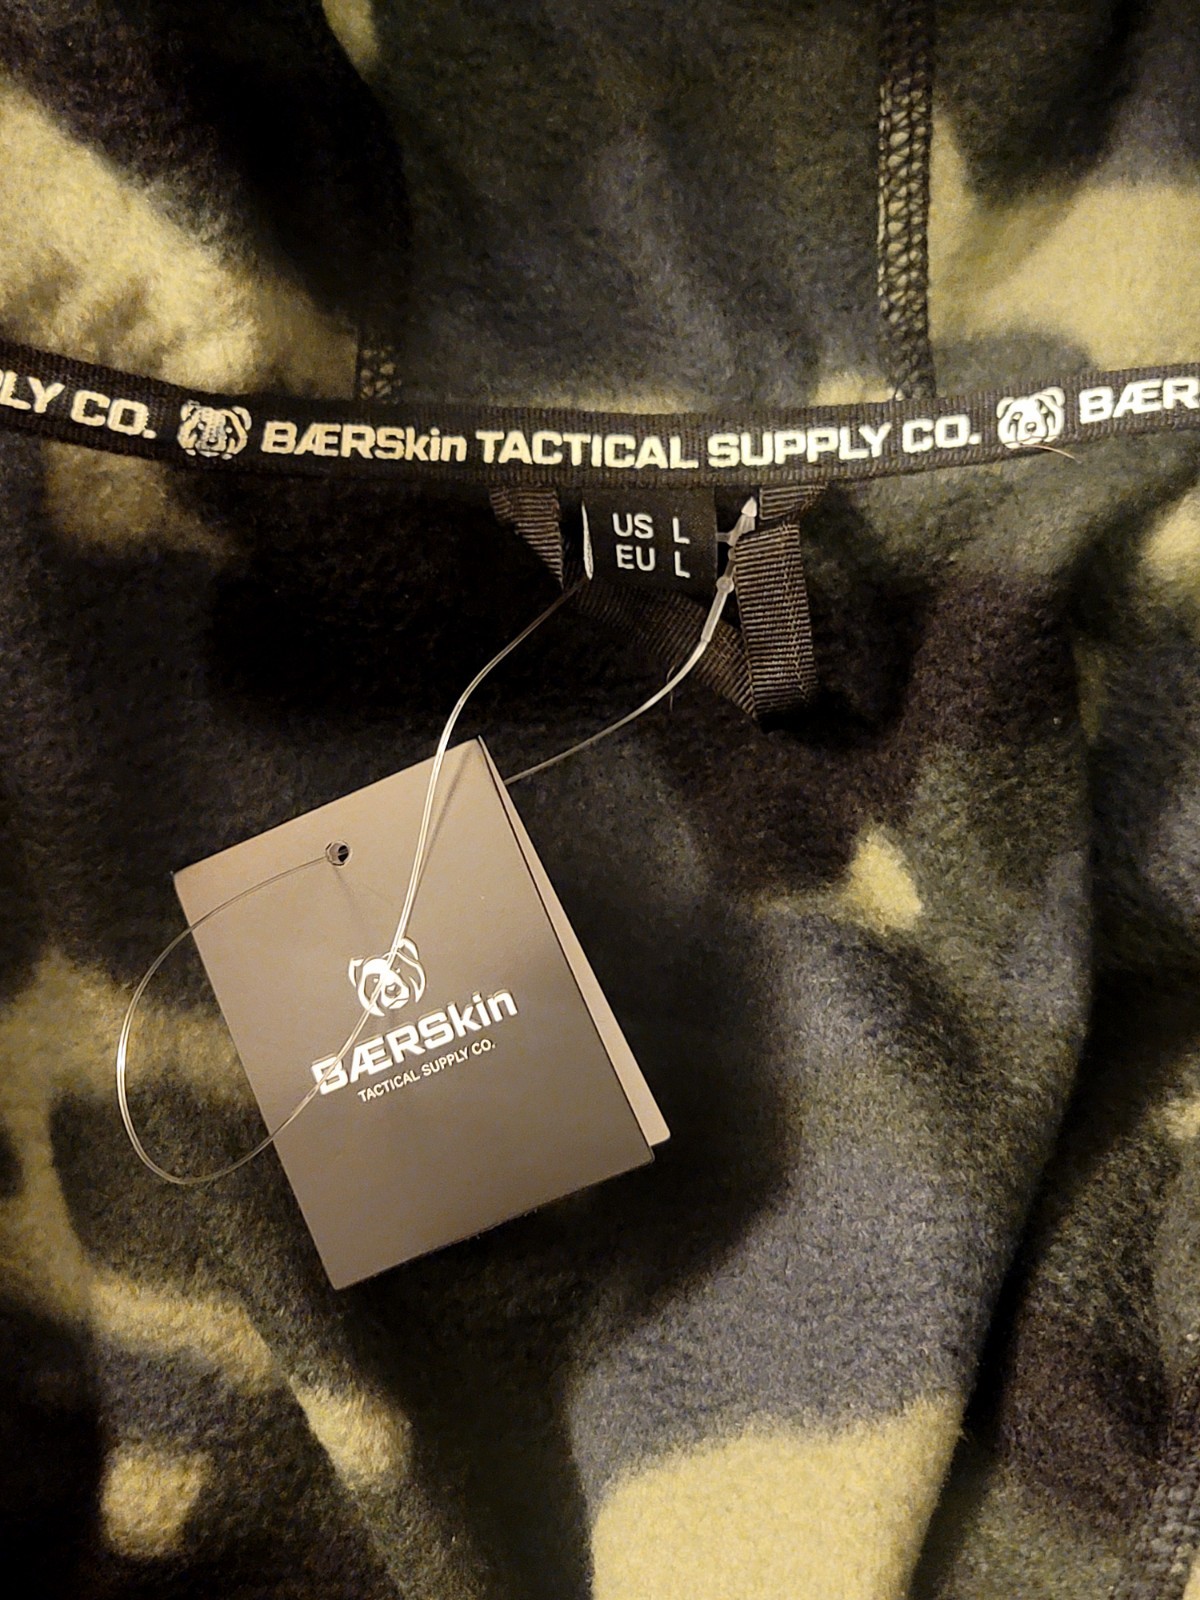 LY CO. BÆRSkin TACTICAL SUPPLY CO. BÆR
US L
EU L
BÆRSkin
TACTICAL SUPPLY CO.